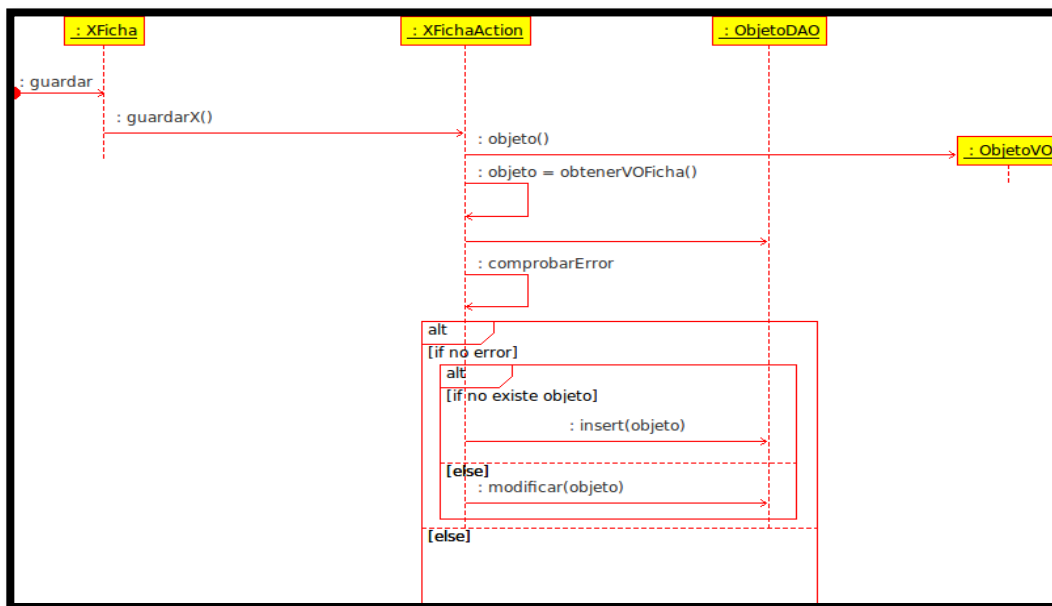 : XFicha
: XFichaAction
: ObjetoDAO
: guardar
: guardarX()
: objeto()
: ObjetoVO
: objeto = obtenerVOFicha()
: comprobarError
alt
[if no error]
alt
[if no existe objeto]
: insert(objeto)
[else]
: modificar(objeto)
[else]